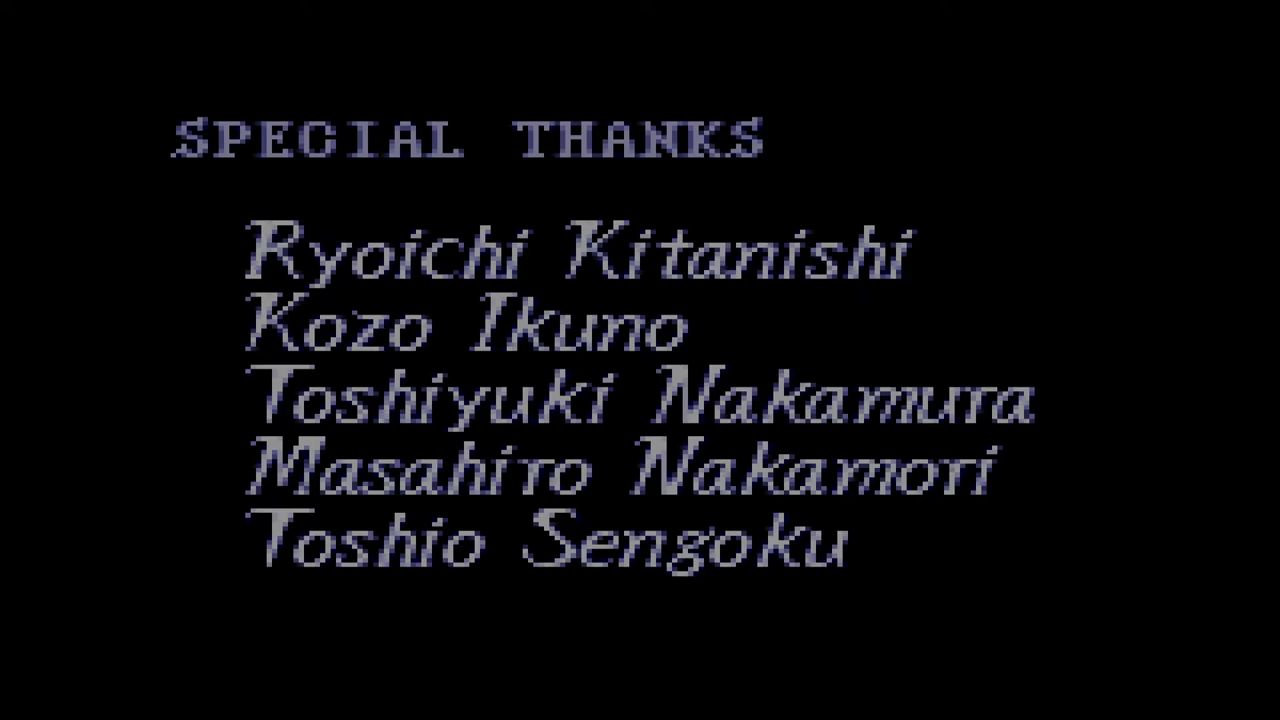 SPECIAL THANKS
Ryoichi Kitanishi
Kozo Ikuno
Toshiyuki Nakamura
Masahiro Nakamori
Toshio Sengoku